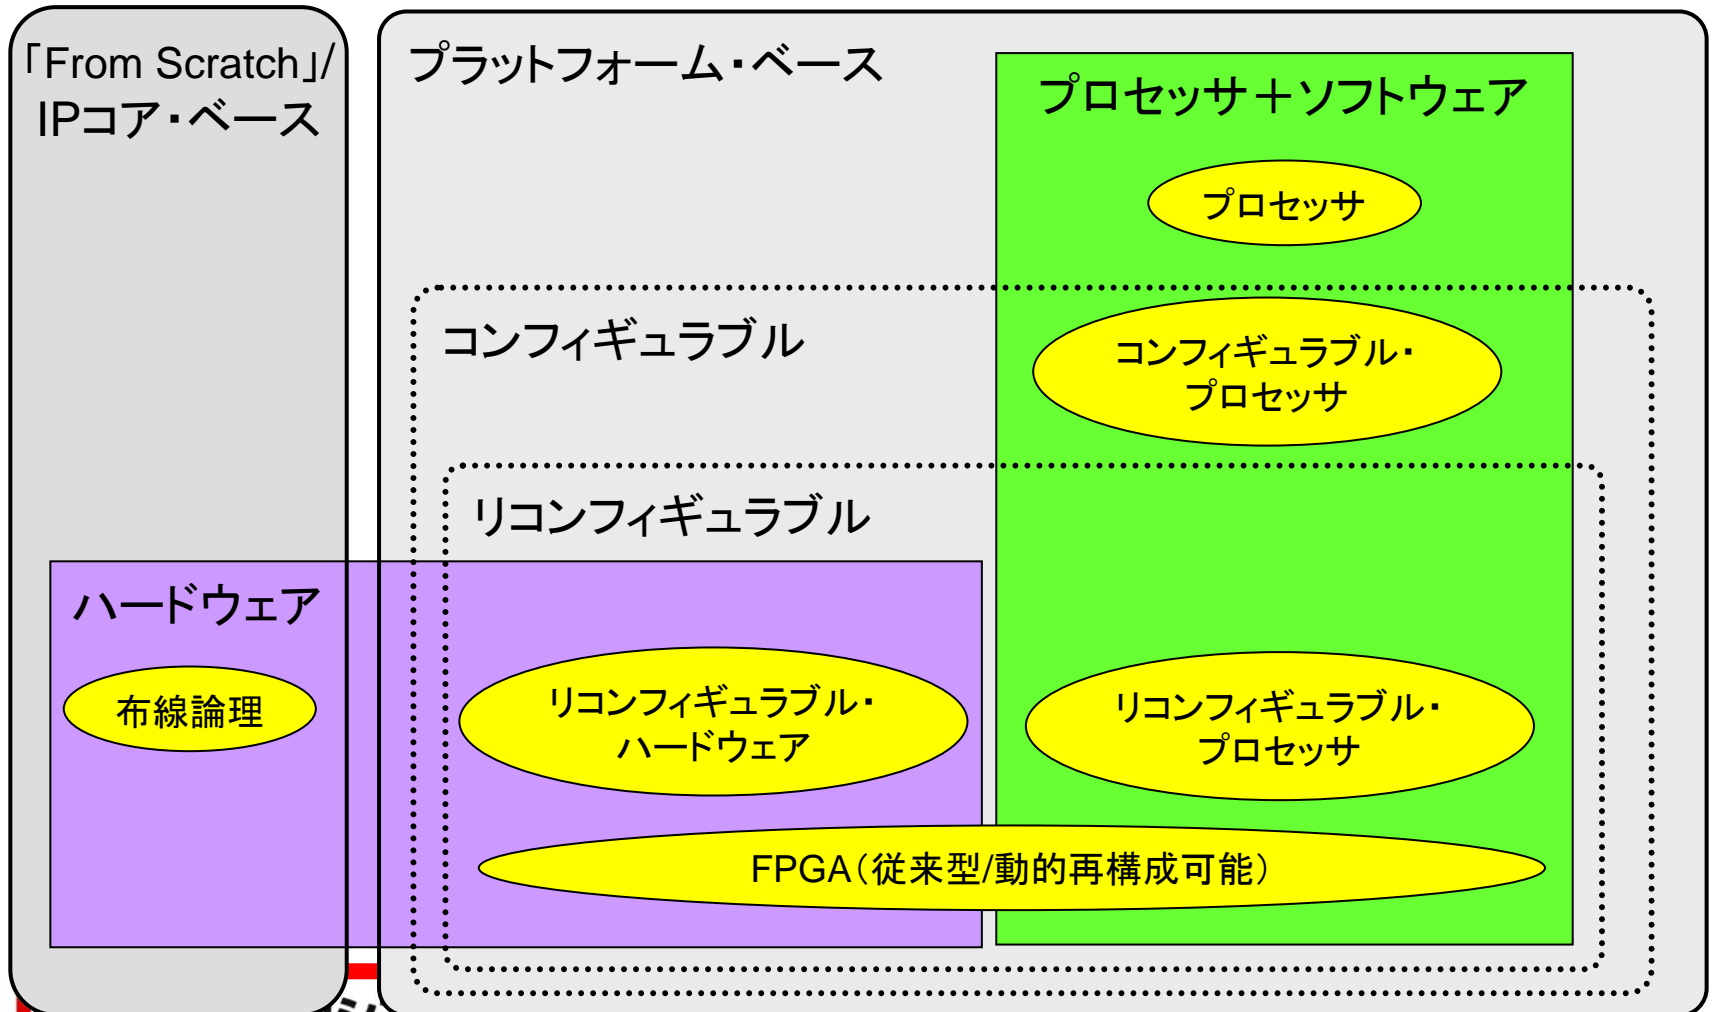 「From Scratch」/
IPコア・ベース
プラットフォーム・ベース
プロセッサ＋ソフトウェア
プロセッサ
コンフィギュラブル
コンフィギュラブル・
プロセッサ
リコンフィギュラブル
ハードウェア
布線論理
リコンフィギュラブル・
ハードウェア
リコンフィギュラブル・
プロセッサ
FPGA（従来型/動的再構成可能）